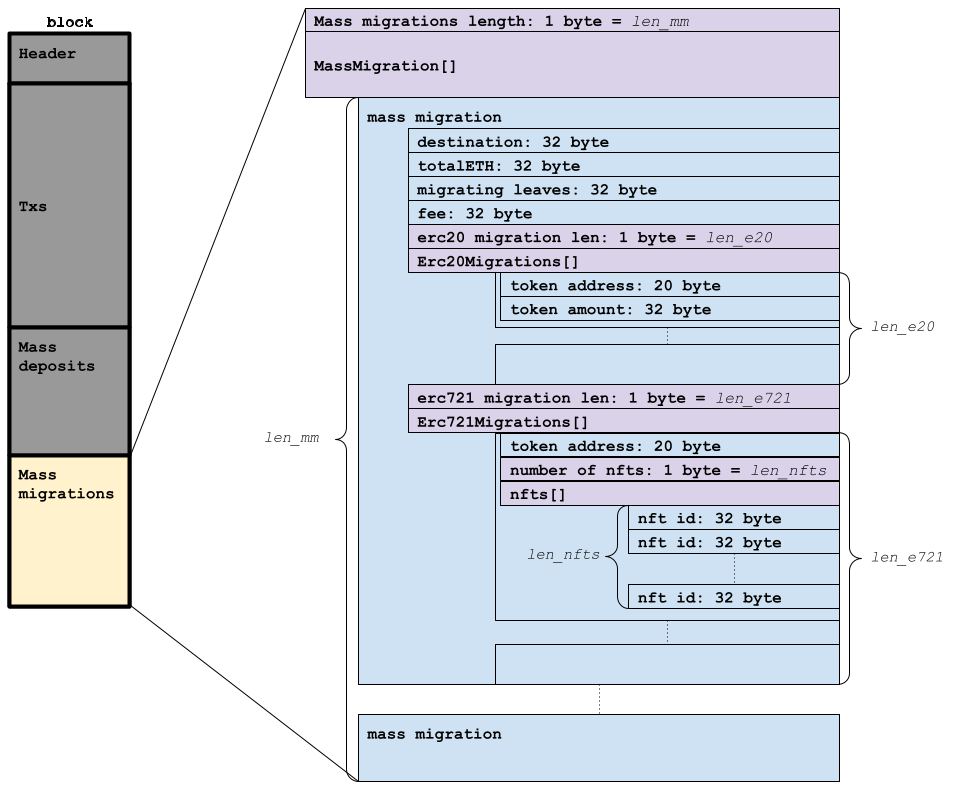 block
Header
Txs
Mass
deposits
Mass
migrations
Mass migrations length: 1 byte = len_mm
MassMigration[]
mass migration
destination: 32 byte
totalETH: 32 byte
migrating leaves: 32 byte
fee: 32 byte
erc20 migration len: 1 byte = len_e20
Erc20Migrations[]
token address: 20 byte
token amount: 32 byte
len_e20
erc721 migration len: 1 byte = len_e721
Erc721Migrations[]
len_mm
token address: 20 byte
number of nfts: 1 byte = len_nfts
nfts[]
nft id: 32 byte
nft id: 32 byte
len_nfts
len_e721
nft id: 32 byte
mass migration